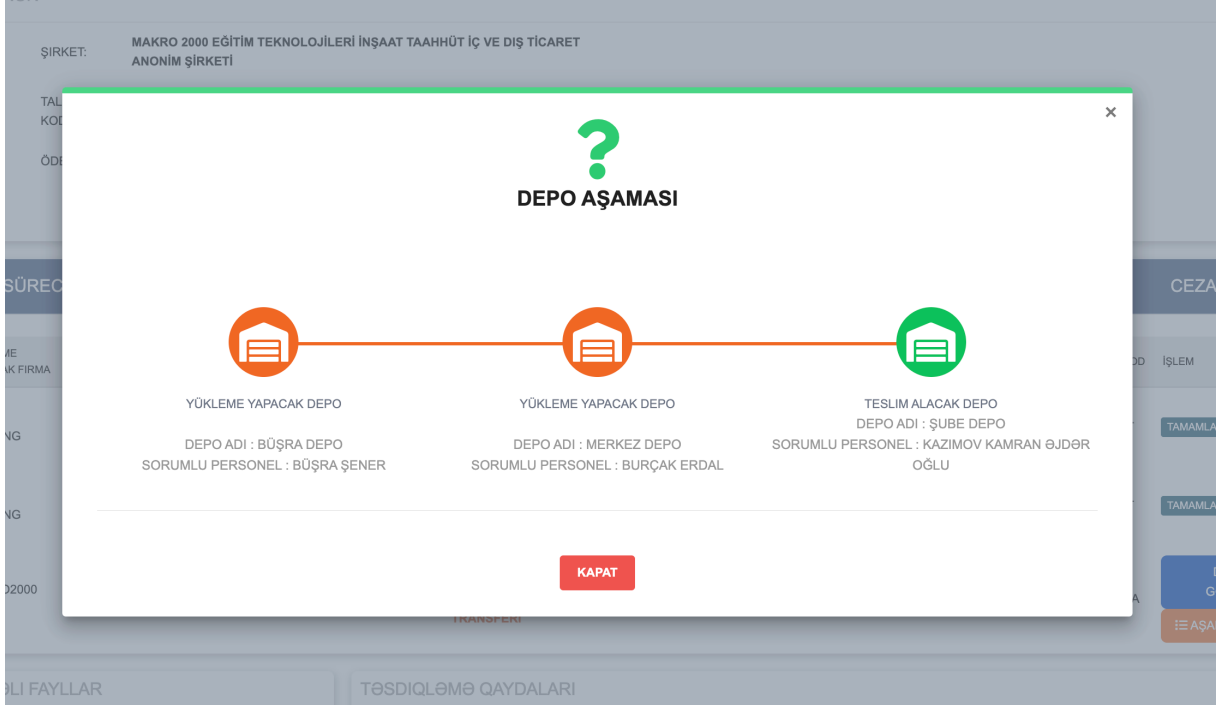 ŞIRKET:
MAKRO 2000 EĞİTİM TEKNOLOJİLERİ İNŞAAT TAAHHÜT İÇ VE DIŞ TİCARET
ANONİM ŞİRKETİ
×
?
DEPO AŞAMASI
CEZA
İŞLEM
YÜKLEME YAPACAK DEPO
DEPO ADI : BÜŞRA DEPO
SORUMLU PERSONEL : BÜŞRA ŞENER
YÜKLEME YAPACAK DEPO
DEPO ADI : MERKEZ DEPO
SORUMLU PERSONEL : BURÇAK ERDAL
TESLIM ALACAK DEPO
DEPO ADI : ŞUBE DEPO
SORUMLU PERSONEL : KAZIMOV KAMRAN ƏJDƏR
OĞLU
KAPAT
TRANSFERİ
TƏSDIQLƏMƏ QAYDALARI